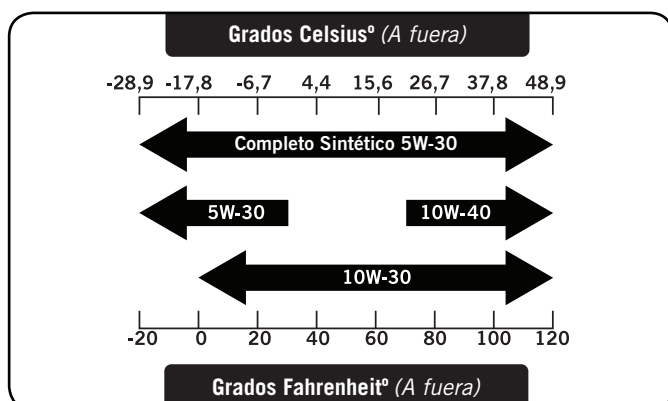 Grados Celsiusº (A fuera)
-28,9 -17,8 -6,7 4,4 15,6 26,7 37,8 48,9
Completo Sintético 5W-30
5W-30 10W-40
10W-30
-20 0 20 40 60 80 100 120
Grados Fahrenheitº (A fuera)